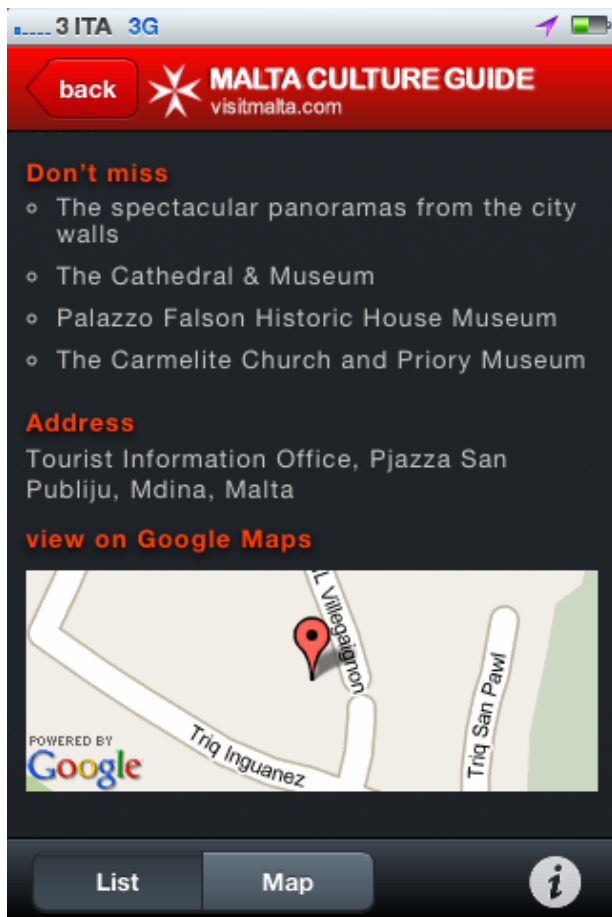 3 ITA 3G
back
MALTA CULTURE GUIDE
visitmalta.com
Don't miss
The spectacular panoramas from the city
walls
The Cathedral & Museum
Palazzo Falson Historic House Museum
The Carmelite Church and Priory Museum
Address
Tourist Information Office, Pjazza San
Publiju, Mdina, Malta
view on Google Maps
L Villegaignon
Triq San Pawl
Triq Inguanez
POWERED BY
Google
List Map i